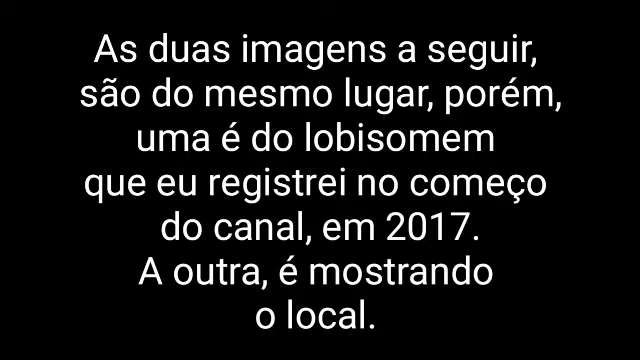 As duas imagens a seguir,
são do mesmo lugar, porém,
uma é do lobisomem
que eu registrei no começo
do canal, em 2017.
A outra, é mostrando
o local.